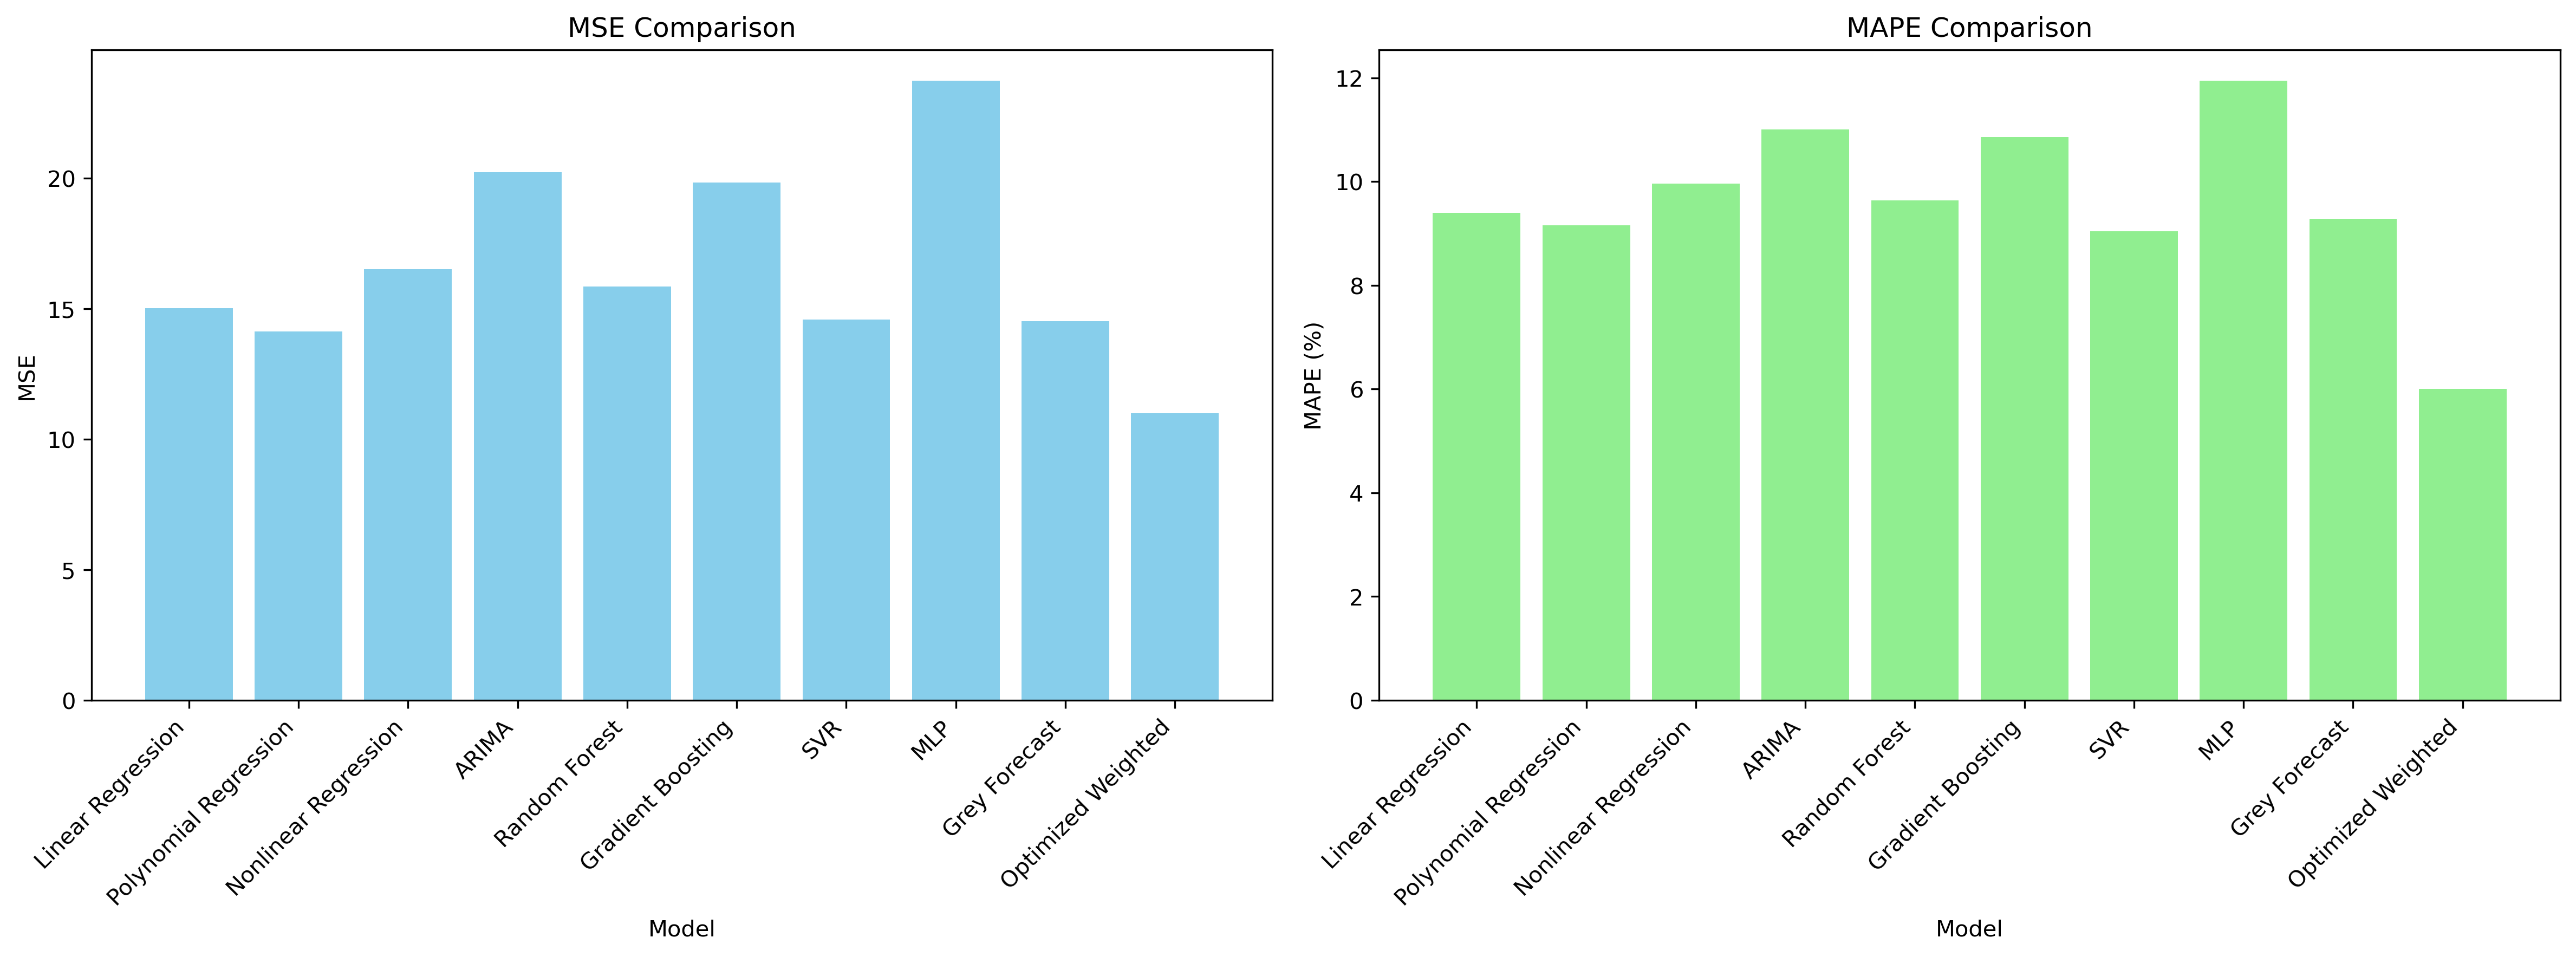 MSE Comparison
MSE
20
15
10
5
0
Linear Regression
Polynomial Regression
Nonlinear Regression
ARIMA
Random Forest
Gradient Boosting
SVR
MLP
Grey Forecast
Optimized Weighted
Model
MAPE Comparison
MAPE (%)
12
10
8
6
4
2
0
Linear Regression
Polynomial Regression
Nonlinear Regression
ARIMA
Random Forest
Gradient Boosting
SVR
MLP
Grey Forecast
Optimized Weighted
Model